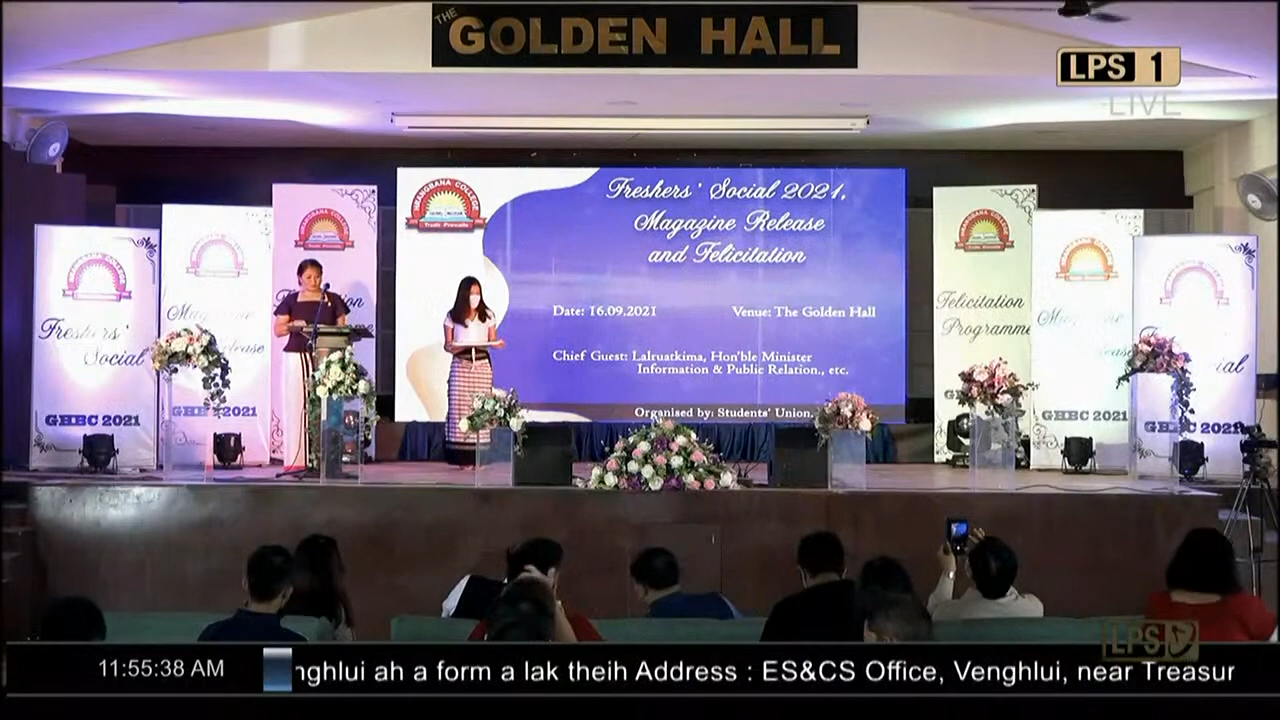 THE GOLDEN HALL
LPS 1
LIVE
HWANGBANA COLLEGE
Truth Prevails
Freshers' Social 2021,
Magazine Release
and Felicitation
Date: 16.09.2021
Venue: The Golden Hall
Chief Guest: Lalruatkima, Hon'ble Minister
Information & Public Relation., etc.
Organised by: Students' Union.
Freshers'
Social
GHBC 2021
GHBC 2021
Felicitation
Programme
GHBC 2021
GHBC 2021
LPS
11:55:38 AM
nghlui ah a form a lak theih Address : ES&CS Office, Venghlui, near Treasur